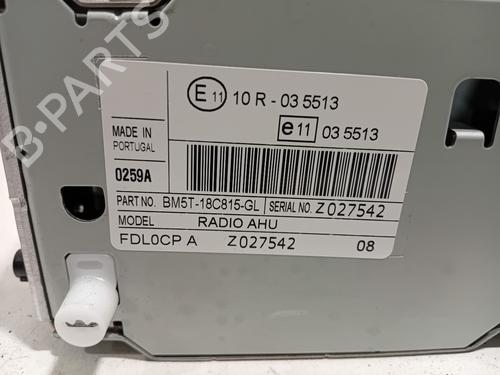 B-PARTS
E 11 10 R - 03 5513
e 11 03 5513
MADE IN
PORTUGAL
0259A
PART NO. BM5T-18C815-GL SERIAL NO. Z027542
MODEL RADIO AHU
FDL0CP A Z027542 08